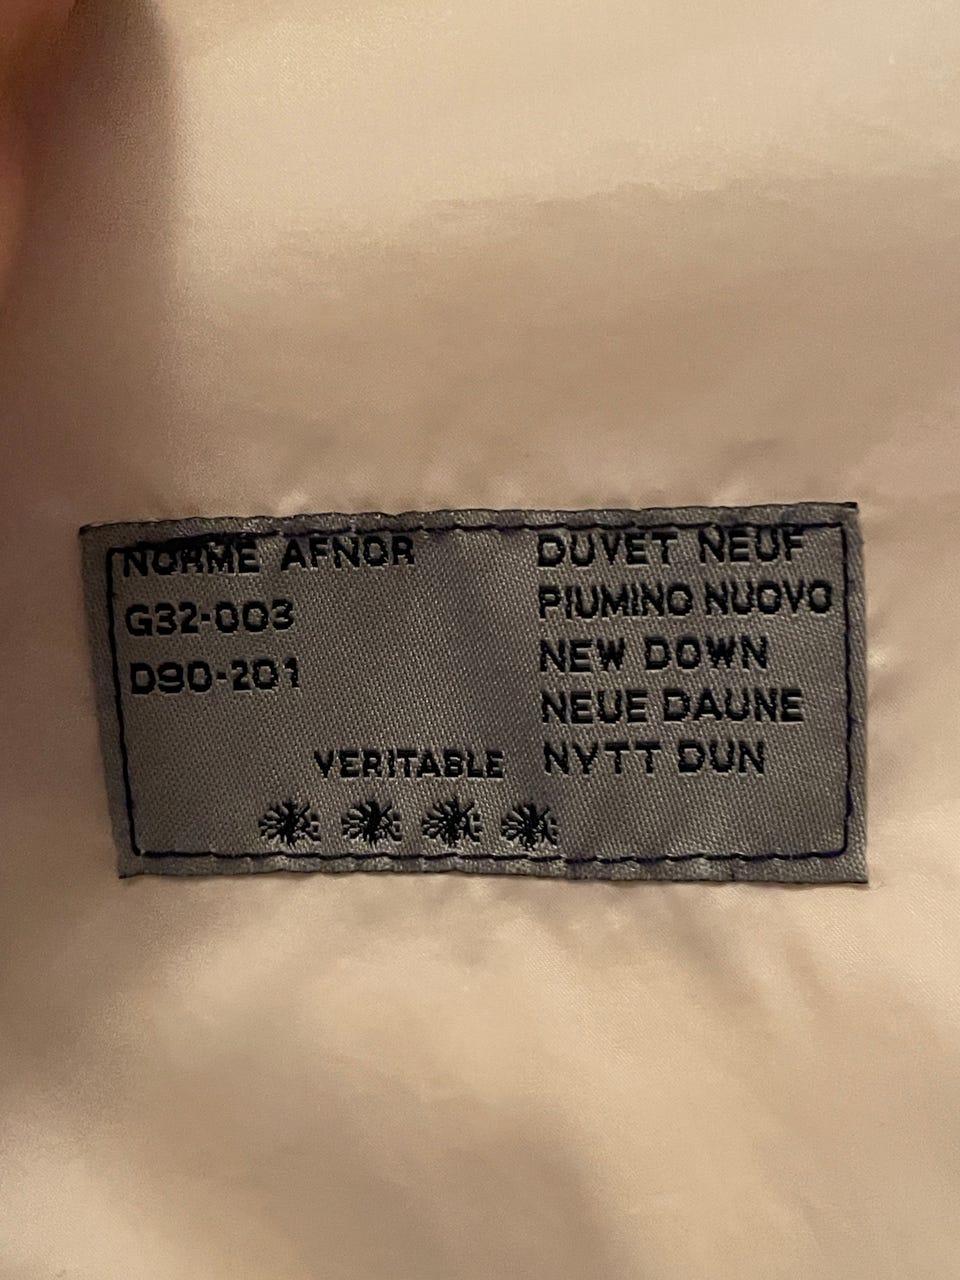 NORME AFNOR
G32-003
D90-201
VERITABLE
DUVET NEUF
PIUMINO NUOVO
NEW DOWN
NEUE DAUNE
NYTT DUN